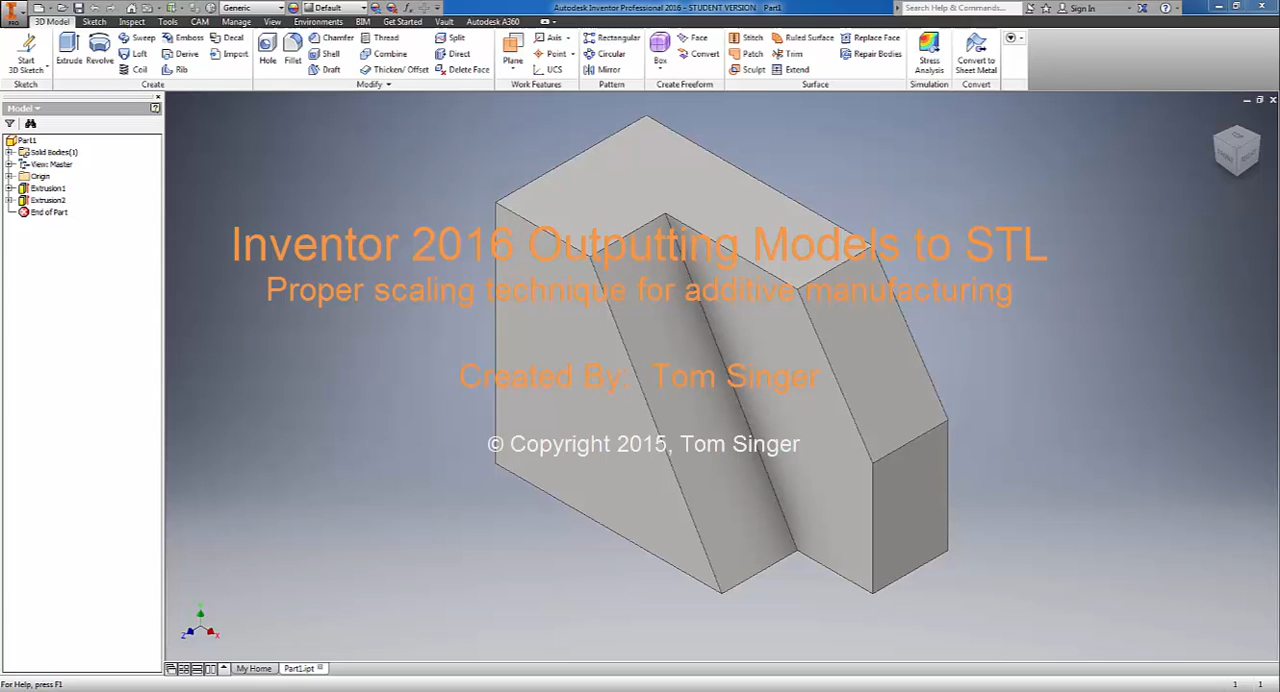 Generic
Default
Autodesk Inventor Professional 2016 - STUDENT VERSION Part1
Search Help & Commands...
Sign In
PRO
3D Model Sketch Inspect Tools CAM Manage View Environments BIM Get Started Vault Autodesk A360
Start
3D Sketch
Sketch
Extrude Revolve
Sweep Emboss Decal
Loft Derive Import
Coil Rib
Create
Hole Fillet
Chamfer Thread Split
Shell Combine Direct
Draft Thicken/ Offset Delete Face
Modify
Plane
Axis
Point
UCS
Work Features
Rectangular
Circular
Mirror
Pattern
Box
Face
Convert
Create Freeform
Stitch Ruled Surface Replace Face
Patch Trim Repair Bodies
Sculpt Extend
Surface
Stress
Analysis
Simulation
Convert to
Sheet Metal
Convert
Model
Part1
Solid Bodies(1)
View: Master
Origin
Extrusion1
Extrusion2
End of Part
Inventor 2016 Outputting Models to STL
Proper scaling technique for additive manufacturing
Created By: Tom Singer
© Copyright 2015, Tom Singer
Z X
My Home Part1.ipt
For Help, press F1
1 1